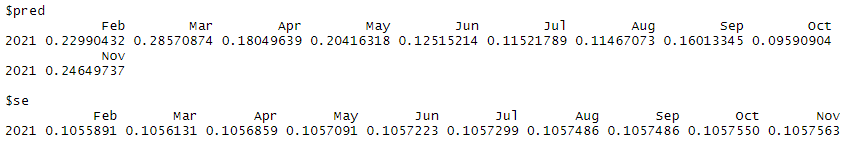 $pred
Feb Mar Apr May Jun Jul Aug Sep Oct
2021 0.22990432 0.28570874 0.18049639 0.20416318 0.12515214 0.11521789 0.11467073 0.16013345 0.09590904
Nov
2021 0.24649737
$se
Feb Mar Apr May Jun Jul Aug Sep Oct Nov
2021 0.1055891 0.1056131 0.1056859 0.1057091 0.1057223 0.1057299 0.1057486 0.1057486 0.1057550 0.1057563